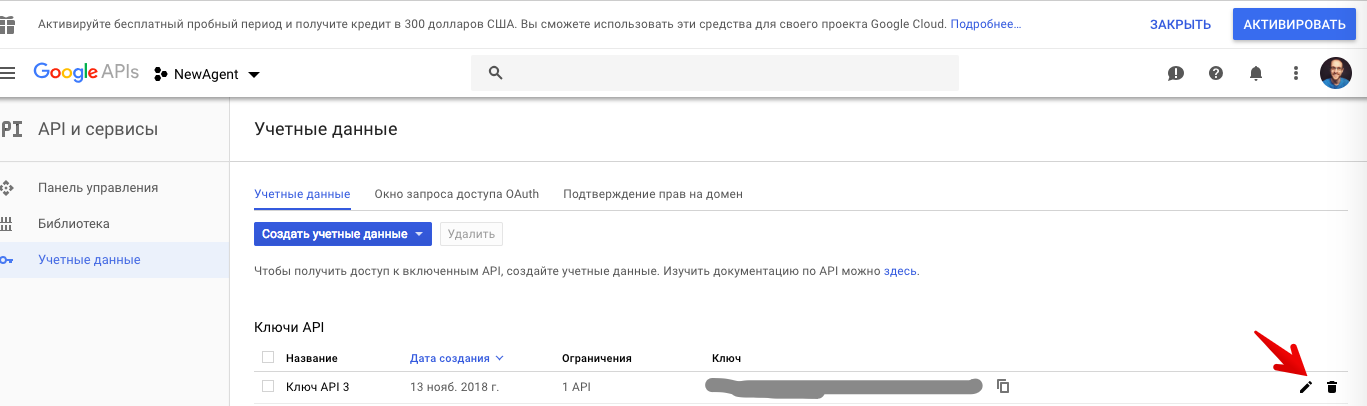 Активируйте бесплатный пробный период и получите кредит в 300 долларов США. Вы сможете использовать эти средства для своего проекта Google Cloud. Подробнее… ЗАКРЫТЬ АКТИВИРОВАТЬ
Google APIs NewAgent
PI API и сервисы
Учетные данные
Панель управления
Библиотека
Учетные данные
Учетные данные Окно запроса доступа OAuth Подтверждение прав на домен
Создать учетные данные Удалить
Чтобы получить доступ к включенным API, создайте учетные данные. Изучить документацию по API можно здесь.
Ключи API
Название Дата создания Ограничения Ключ
Ключ API 3 13 нояб. 2018 г. 1 API